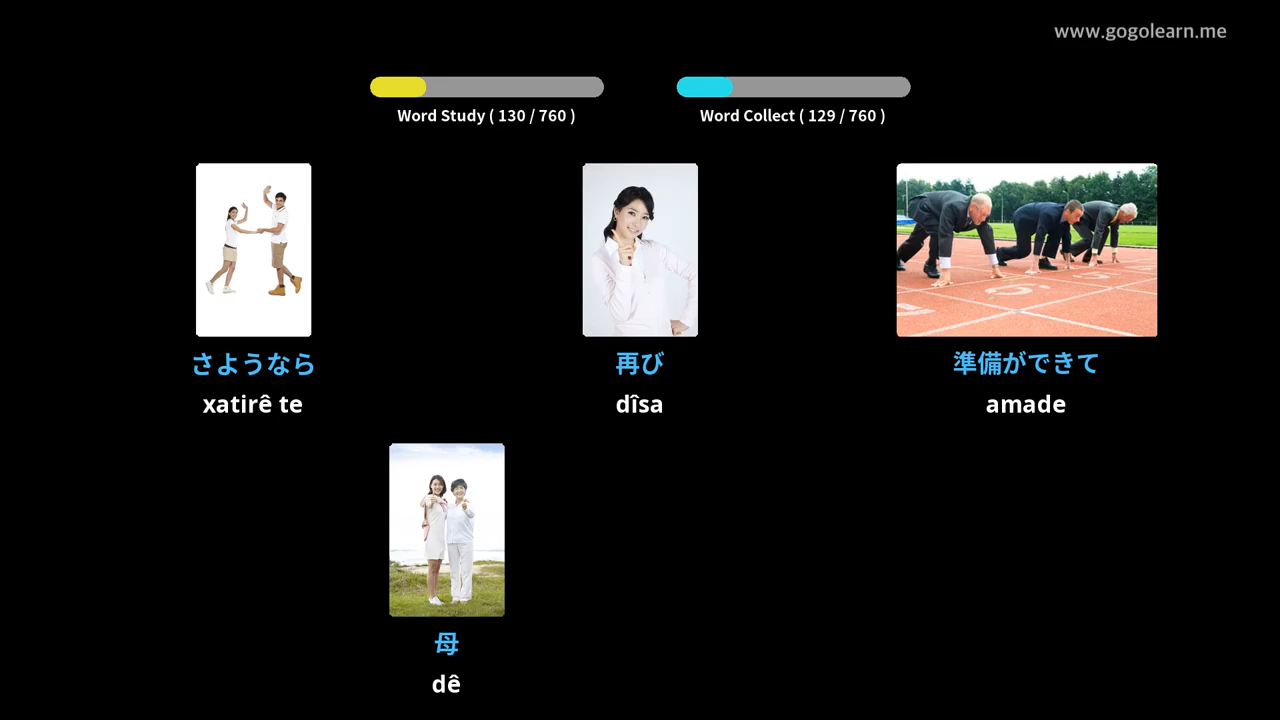 www.gogolearn.me
Word Study ( 130 / 760 )
Word Collect ( 129 / 760 )
さようなら
xatirê te
再び
dîsa
準備ができて
amade
母
dê